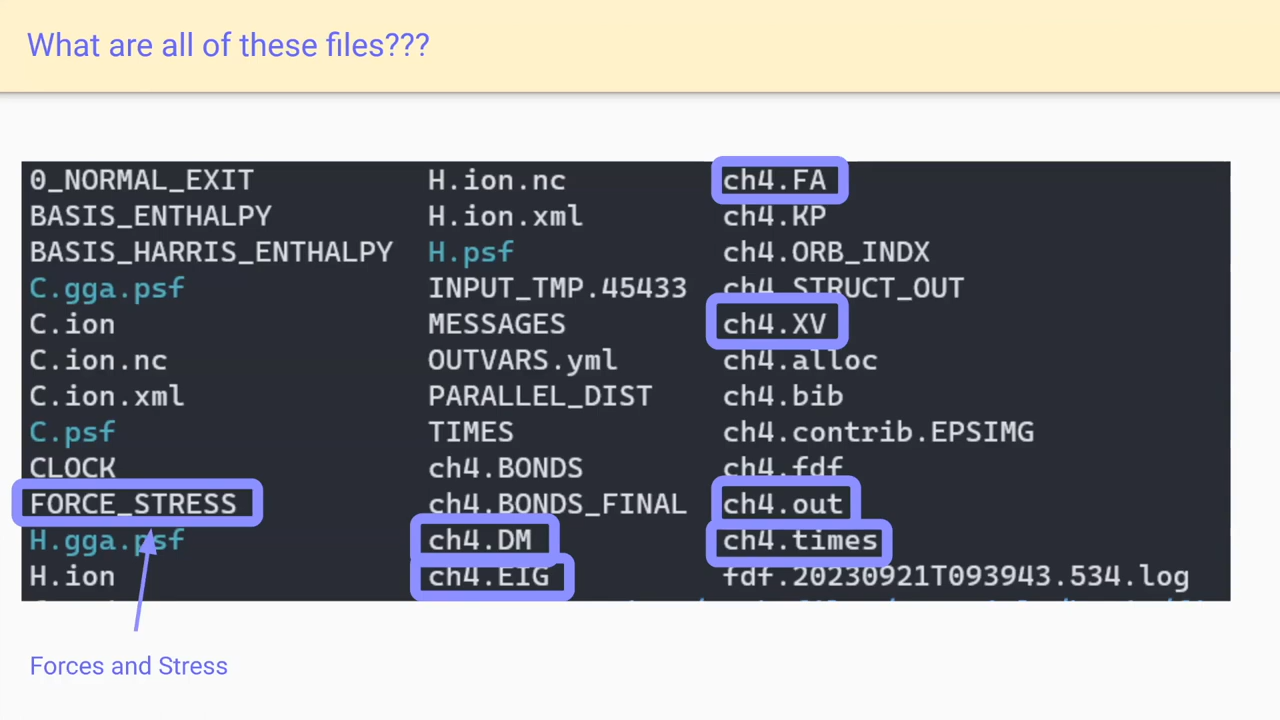 What are all of these files???
0_NORMAL_EXIT H.ion.nc ch4.FA
BASIS_ENTHALPY H.ion.xml ch4.KP
BASIS_HARRIS_ENTHALPY H.psf ch4.ORB_INDX
C.gga.psf INPUT_TMP.45433 ch4.STRUCT_OUT
C.ion MESSAGES ch4.XV
C.ion.nc OUTVARS.yml ch4.alloc
C.ion.xml PARALLEL_DIST ch4.bib
C.psf TIMES ch4.contrib.EPSIMG
CLOCK ch4.BONDS ch4.fdf
FORCE_STRESS ch4.BONDS_FINAL ch4.out
H.gga.psf ch4.DM ch4.times
H.ion ch4.EIG fdf.20230921T093943.534.log
Forces and Stress